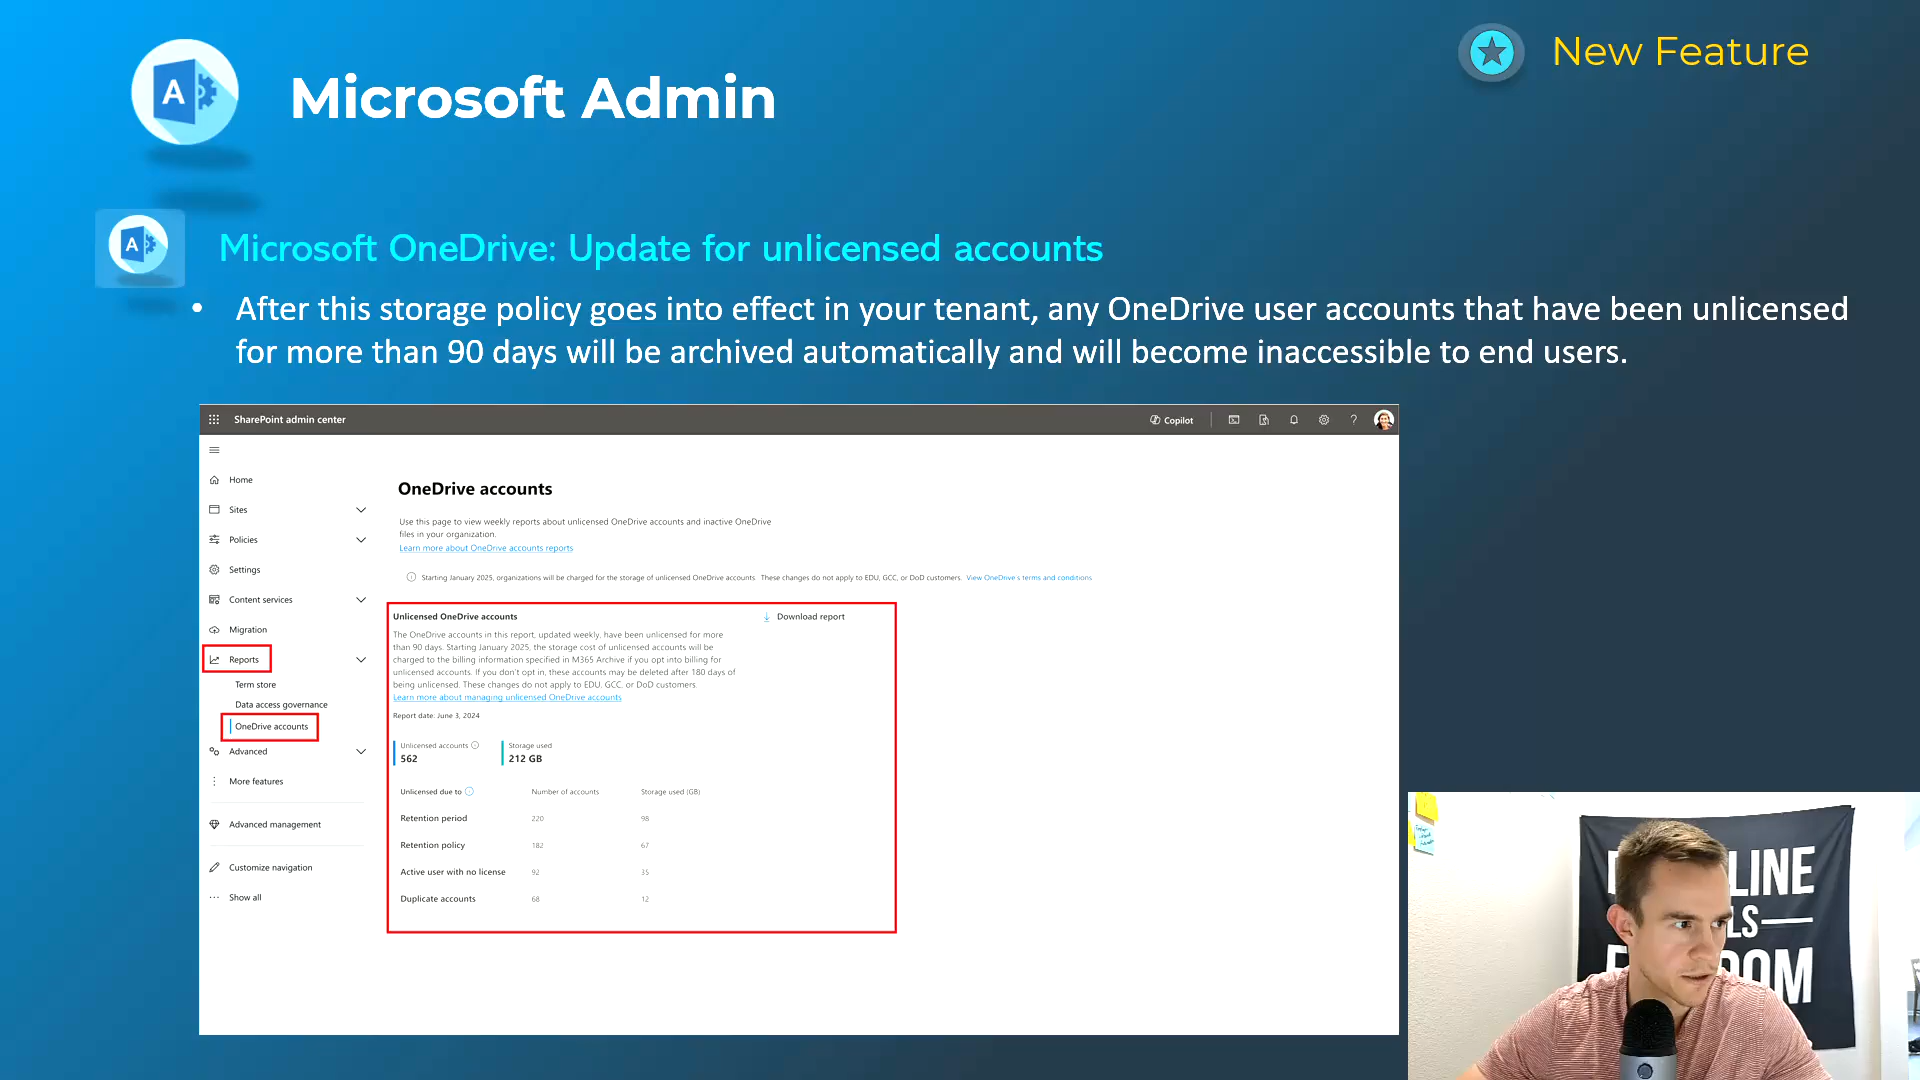 New Feature
A
Microsoft Admin
A
Microsoft OneDrive: Update for unlicensed accounts
• After this storage policy goes into effect in your tenant, any OneDrive user accounts that have been unlicensed
for more than 90 days will be archived automatically and will become inaccessible to end users.
SharePoint admin center
Copilot
?
Home
Sites
Policies
Settings
Content services
Migration
Reports
Term store
Data access governance
OneDrive accounts
Advanced
More features
Advanced management
Customize navigation
Show all
OneDrive accounts
Use this page to view weekly reports about unlicensed OneDrive accounts and inactive OneDrive
files in your organization.
Learn more about OneDrive accounts reports
Starting January 2025, organizations will be charged for the storage of unlicensed OneDrive accounts. These changes do not apply to EDU, GCC, or DoD customers. View OneDrive's terms and conditions
Unlicensed OneDrive accounts
Download report
The OneDrive accounts in this report, updated weekly, have been unlicensed for more
than 90 days. Starting January 2025, the storage cost of unlicensed accounts will be
charged to the billing information specified in M365 Archive if you opt into billing for
unlicensed accounts. If you don't opt in, these accounts may be deleted after 180 days of
being unlicensed. These changes do not apply to EDU, GCC, or DoD customers.
Learn more about managing unlicensed OneDrive accounts
Report date: June 3, 2024
Unlicensed accounts Storage used
562 212 GB
Unlicensed due to Number of accounts Storage used (GB)
Retention period 220 98
Retention policy 182 67
Active user with no license 92 35
Duplicate accounts 68 12
LINE
LS
DOM